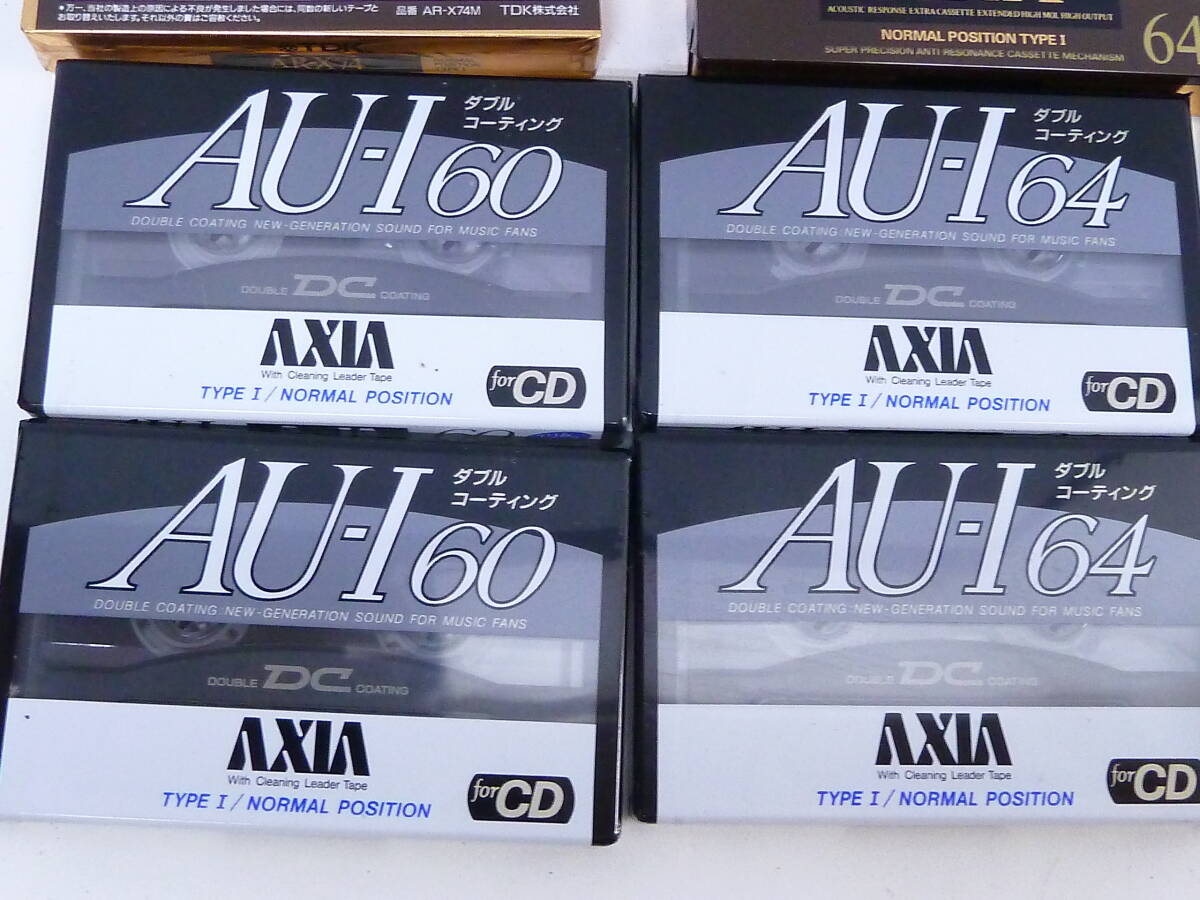 *万一、当社の製造上の原因による不良が発生しました場合には、同数の新しいテープと
お取り替えいたします。それ以外の責はご容赦ください。
品番 AR-X74M TDK株式会社
TDK
AR-X74
ACOUSTIC RESPONSE EXTRA CASSETTE EXTENDED HIGH MOL HIGH OUTPUT
NORMAL POSITION TYPE I
64
SUPER PRECISION ANTI RESONANCE CASSETTE MECHANISM
AU-I 60
ダブル
コーティング
DOUBLE COATING NEW-GENERATION SOUND FOR MUSIC FANS
DOUBLE DC COATING
AXIA
With Cleaning Leader Tape
TYPE I / NORMAL POSITION
for CD
AU-I 64
ダブル
コーティング
DOUBLE COATING: NEW-GENERATION SOUND FOR MUSIC FANS
DOUBLE DC COATING
AXIA
With Cleaning Leader Tape
TYPE I / NORMAL POSITION
for CD
AU-I 60
ダブル
コーティング
DOUBLE COATING: NEW-GENERATION SOUND FOR MUSIC FANS
DOUBLE DC COATING
AXIA
With Cleaning Leader Tape
TYPE I / NORMAL POSITION
for CD
AU-I 64
ダブル
コーティング
DOUBLE COATING: NEW-GENERATION SOUND FOR MUSIC FANS
DOUBLE DC COATING
AXIA
With Cleaning Leader Tape
TYPE I / NORMAL POSITION
for CD